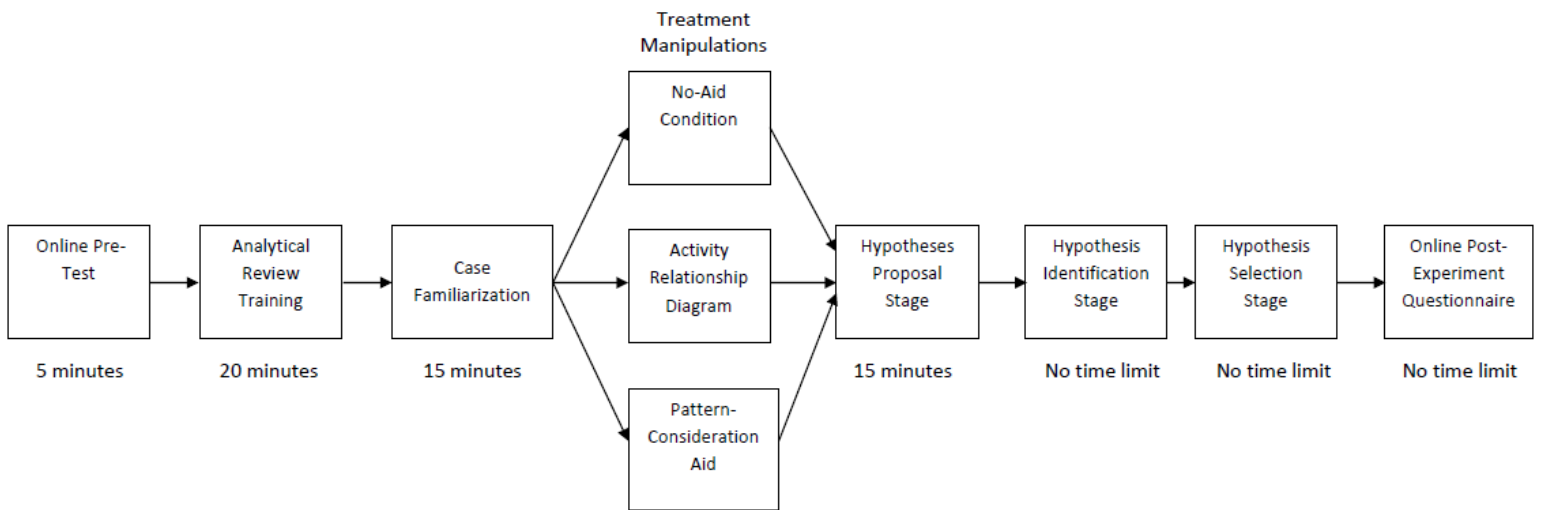 Treatment
Manipulations
No-Aid
Condition
Online Pre-
Test
Analytical
Review
Training
Case
Familiarization
Activity
Relationship
Diagram
Hypotheses
Proposal
Stage
Hypothesis
Identification
Stage
Hypothesis
Selection
Stage
Online Post-
Experiment
Questionnaire
5 minutes
20 minutes
15 minutes
15 minutes
No time limit
No time limit
No time limit
Pattern-
Consideration
Aid